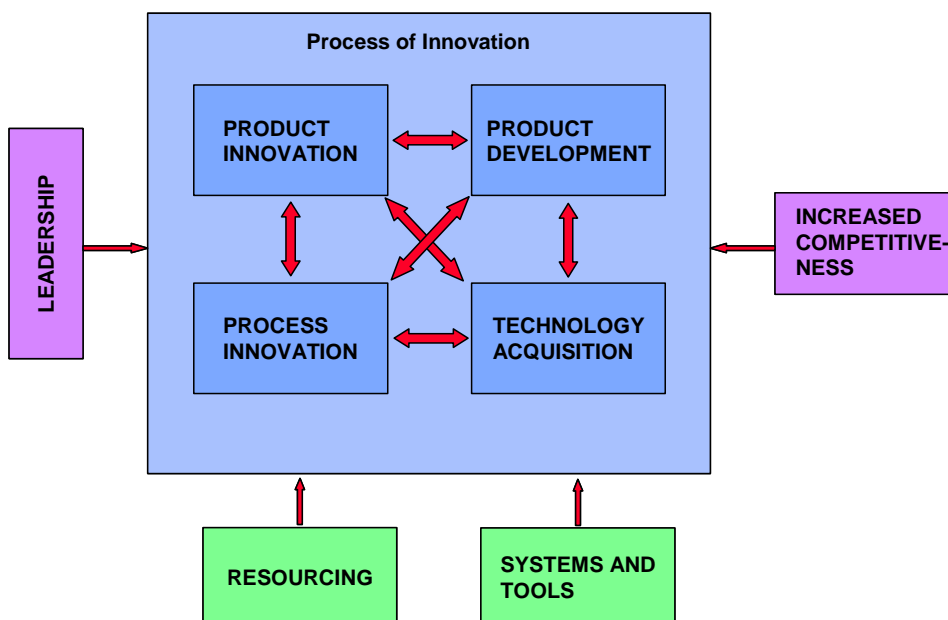 Process of Innovation
PRODUCT
INNOVATION
PRODUCT
DEVELOPMENT
LEADERSHIP
INCREASED
COMPETITIVE-
NESS
PROCESS
INNOVATION
TECHNOLOGY
ACQUISITION
RESOURCING
SYSTEMS AND
TOOLS